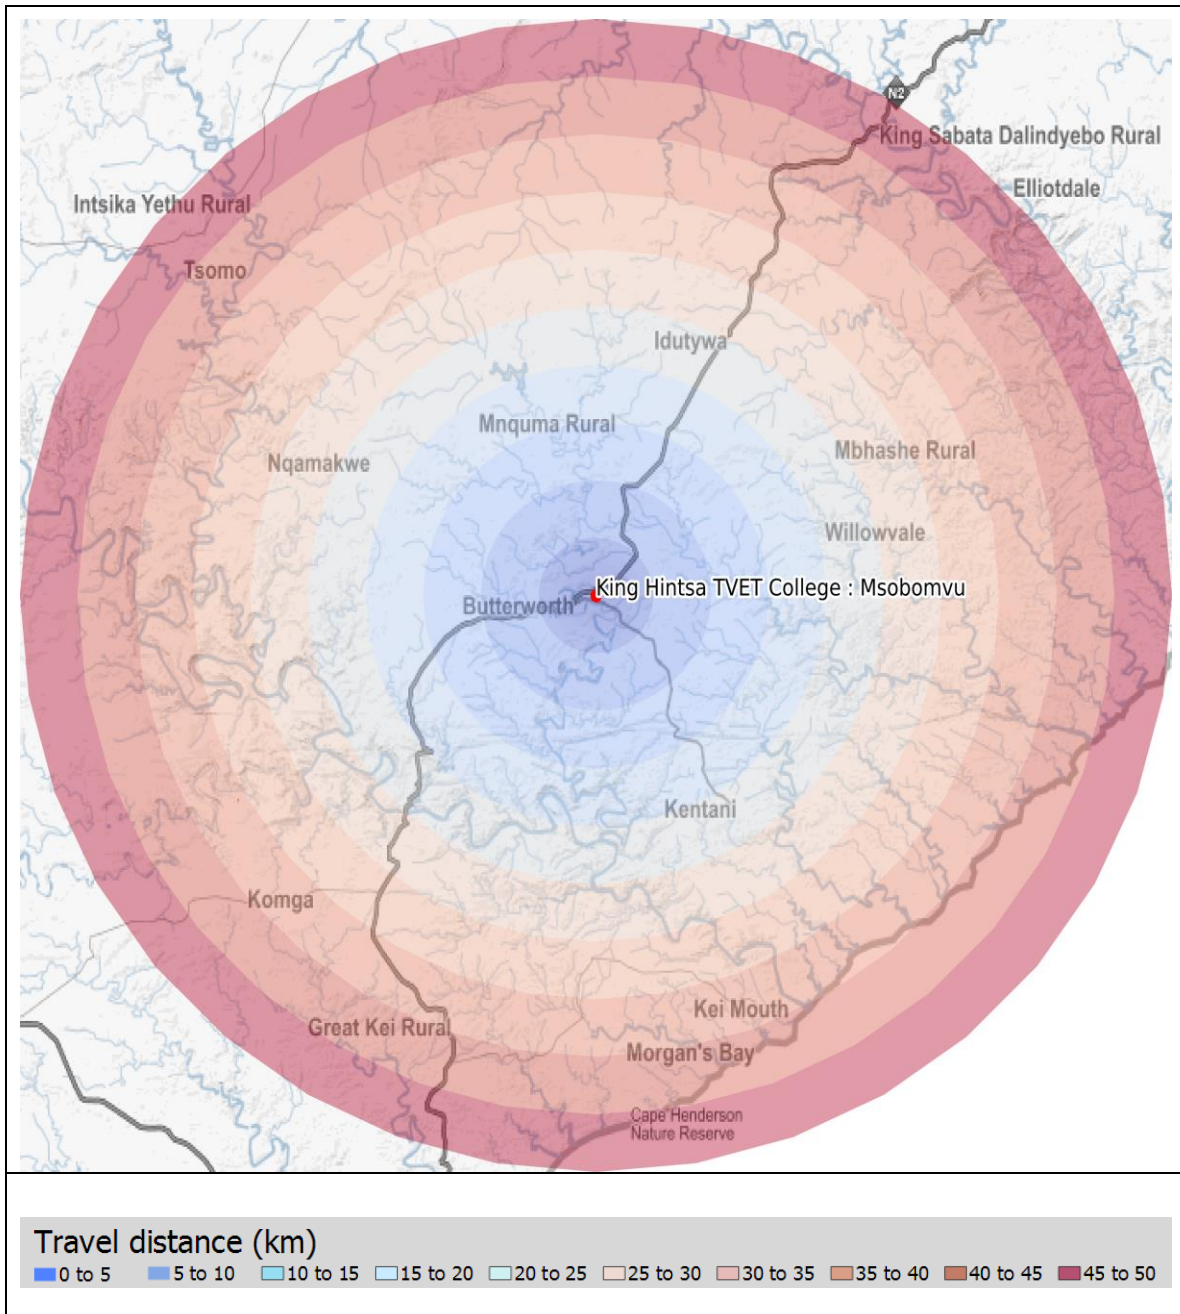 N2
King Sabata Dalindyebo Rural
Elliotdale
Intsika Yethu Rural
Tsomo
Idutywa
Mnquma Rural
Mbhashe Rural
Nqamakwe
Willowvale
King Hintsa TVET College : Msobomvu
Butterworth
Kentani
Komga
Kei Mouth
Great Kei Rural
Morgan's Bay
Cape Henderson
Nature Reserve
Travel distance (km)
0 to 5 5 to 10 10 to 15 15 to 20 20 to 25 25 to 30 30 to 35 35 to 40 40 to 45 45 to 50